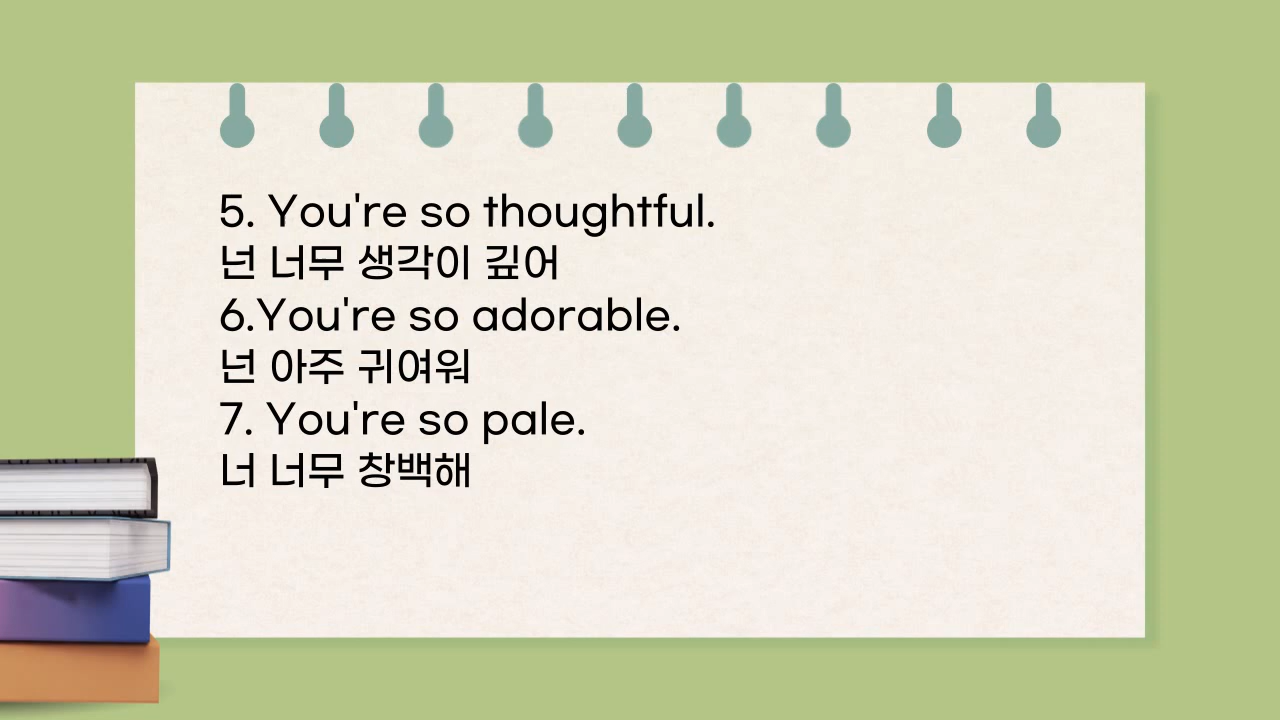 5. You're so thoughtful.
넌 너무 생각이 깊어
6.You're so adorable.
넌 아주 귀여워
7. You're so pale.
너 너무 창백해